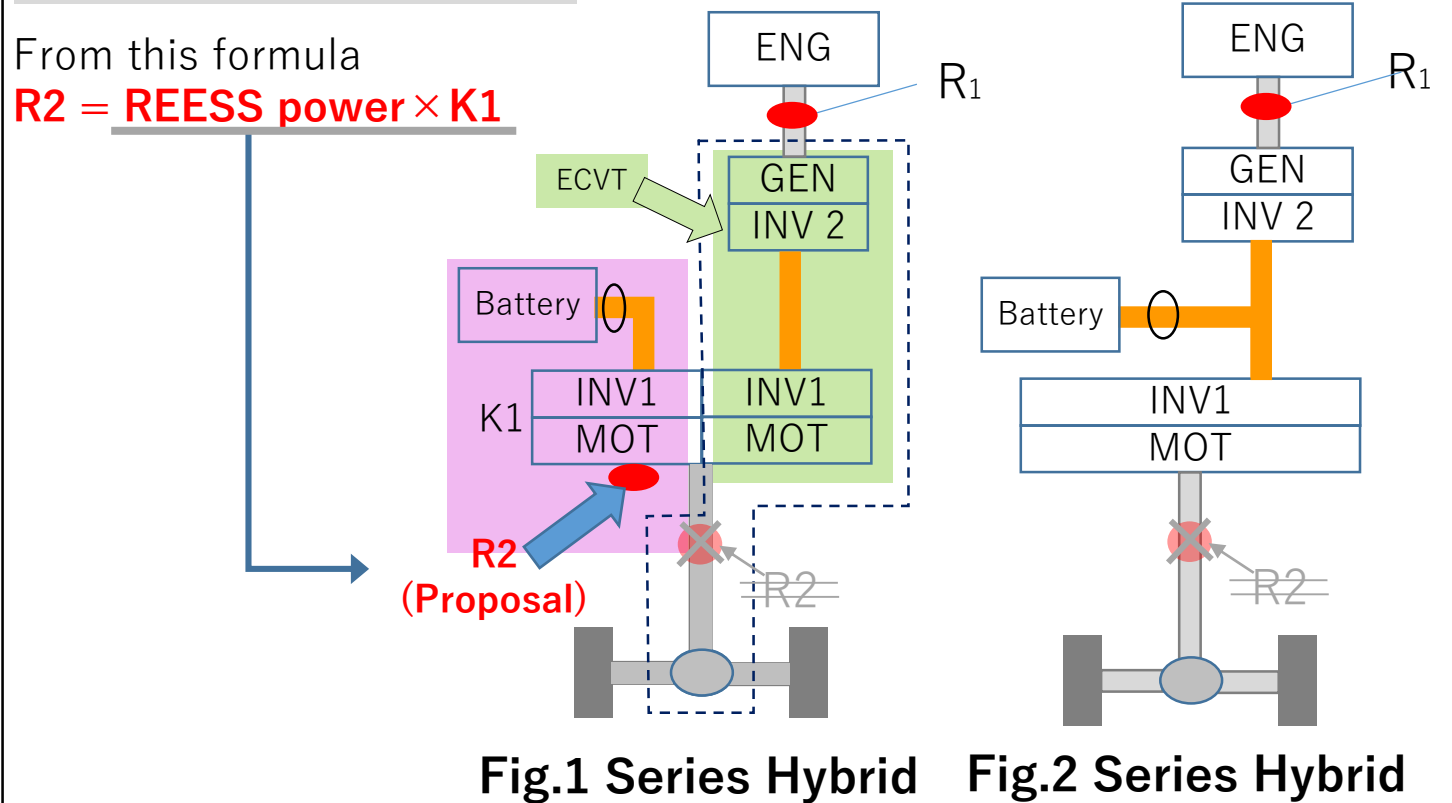 From this formula
R2 = REESS power×K1
ENG
R1
ECVT
GEN
INV 2
Battery
INV1
INV1
K1
MOT
MOT
R2
(Proposal)
R2
Fig.1 Series Hybrid
ENG
R1
GEN
INV 2
Battery
INV1
MOT
R2
Fig.2 Series Hybrid